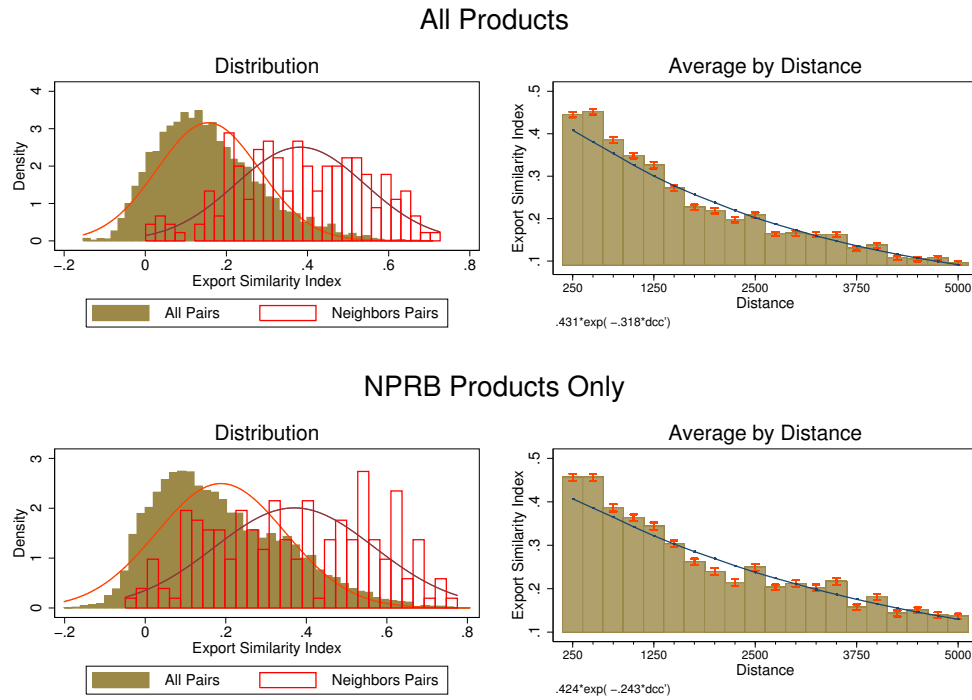 All Products
Distribution
Density
0 1 2 3 4
−.2 0 .2 .4 .6 .8
Export Similarity Index
All Pairs Neighbors Pairs
Average by Distance
Export Similarity Index
.1 .2 .3 .4 .5
250 1250 2500 3750 5000
Distance
.431*exp( −.318*dcc')
NPRB Products Only
Distribution
Density
0 1 2 3
−.2 0 .2 .4 .6 .8
Export Similarity Index
All Pairs Neighbors Pairs
Average by Distance
Export Similarity Index
.1 .2 .3 .4 .5
250 1250 2500 3750 5000
Distance
.424*exp( −.243*dcc')